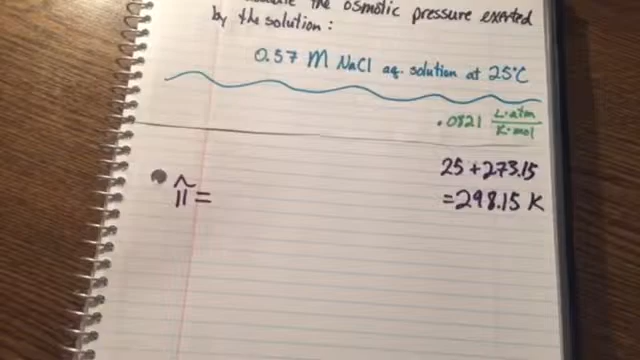 the osmotic pressure exerted
by the solution:
0.57 M NaCl aq. solution at 25°C
.0821 L·atm
K·mol
25 + 273.15
= 298.15 K
π =